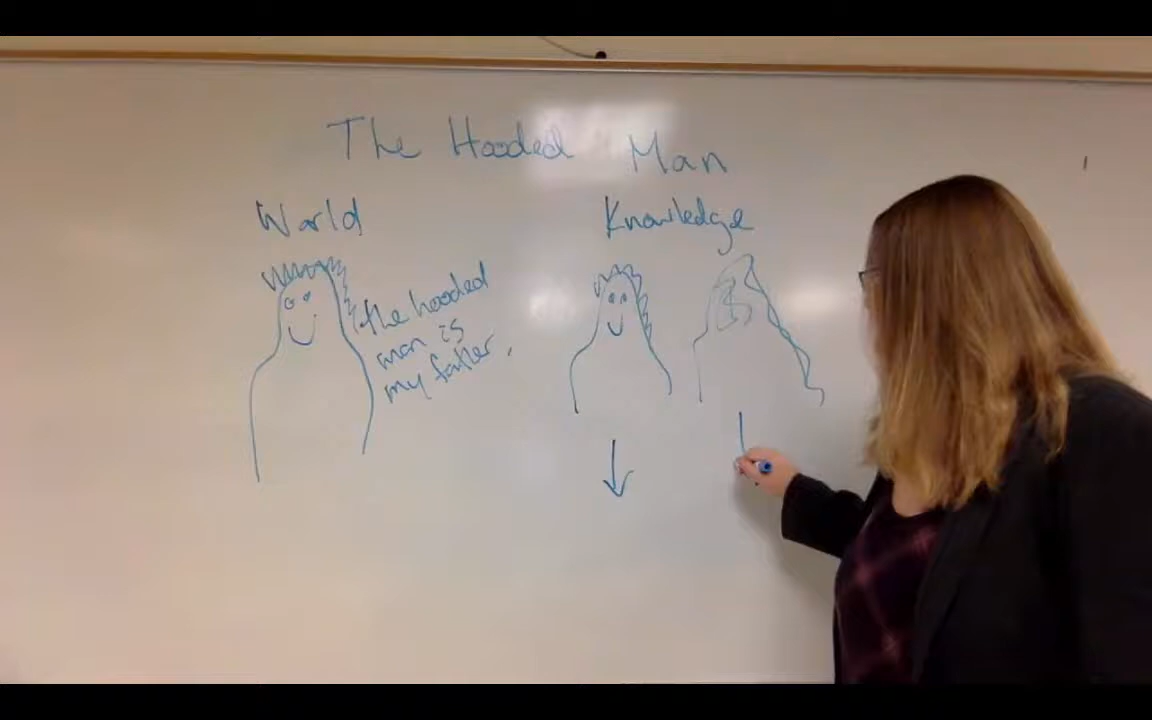 The Hooded Man
World
Knowledge
the hooded
man is
my father.